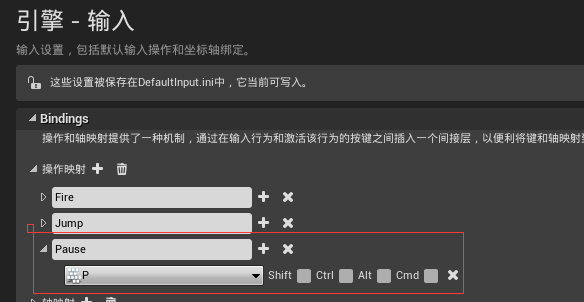 引擎 - 输入
输入设置，包括默认输入操作和坐标轴绑定。
这些设置被保存在DefaultInput.ini中，它当前可写入。
Bindings
操作和轴映射提供了一种机制，通过在输入行为和激活该行为的按键之间插入一个间接层，以便利将键和轴映射到
操作映射
Fire
Jump
Pause
P Shift Ctrl Alt Cmd
轴映射